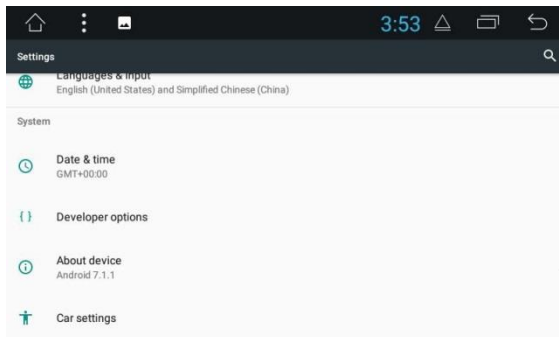 3:53
Settings
Languages & input
English (United States) and Simplified Chinese (China)
System
Date & time
GMT+00:00
{ } Developer options
About device
Android 7.1.1
Car settings